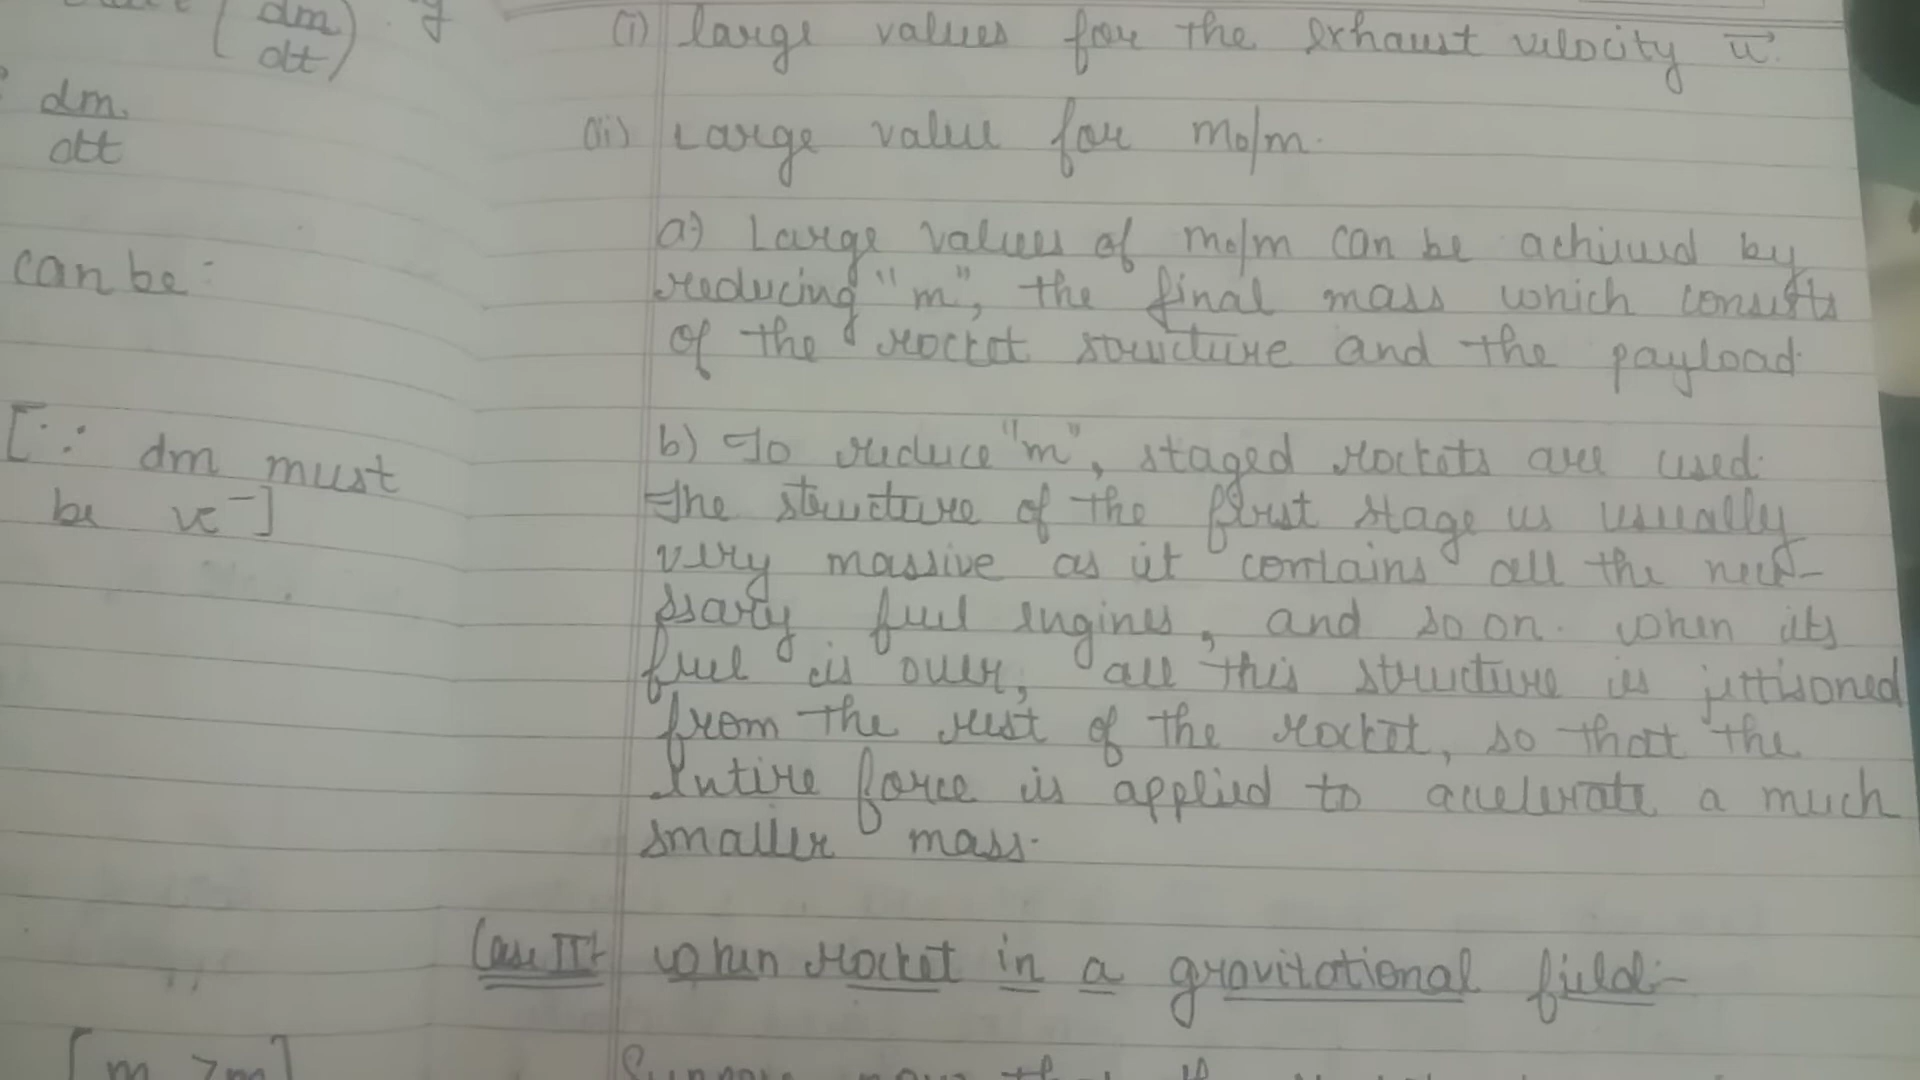 (dm/dt) . g
dm.
dtt
can be :
[∵ dm must
be ve⁻]
[m >m]
(i) large values for the exhaust velocity u⃗.
(ii) Large value for m₀/m.
a) Large values of m₀/m can be achieved by
reducing "m", the final mass which consists
of the rocket structure and the payload.
b) To reduce "m", staged rockets are used.
The structure of the first stage is usually
very massive as it contains all the nece-
ssary fuel engines, and so on. When its
fuel is over, all this structure is jettisoned
from the rest of the rocket, so that the
entire force is applied to accelerate a much
smaller mass.
Case II: When rocket in a gravitational field:-